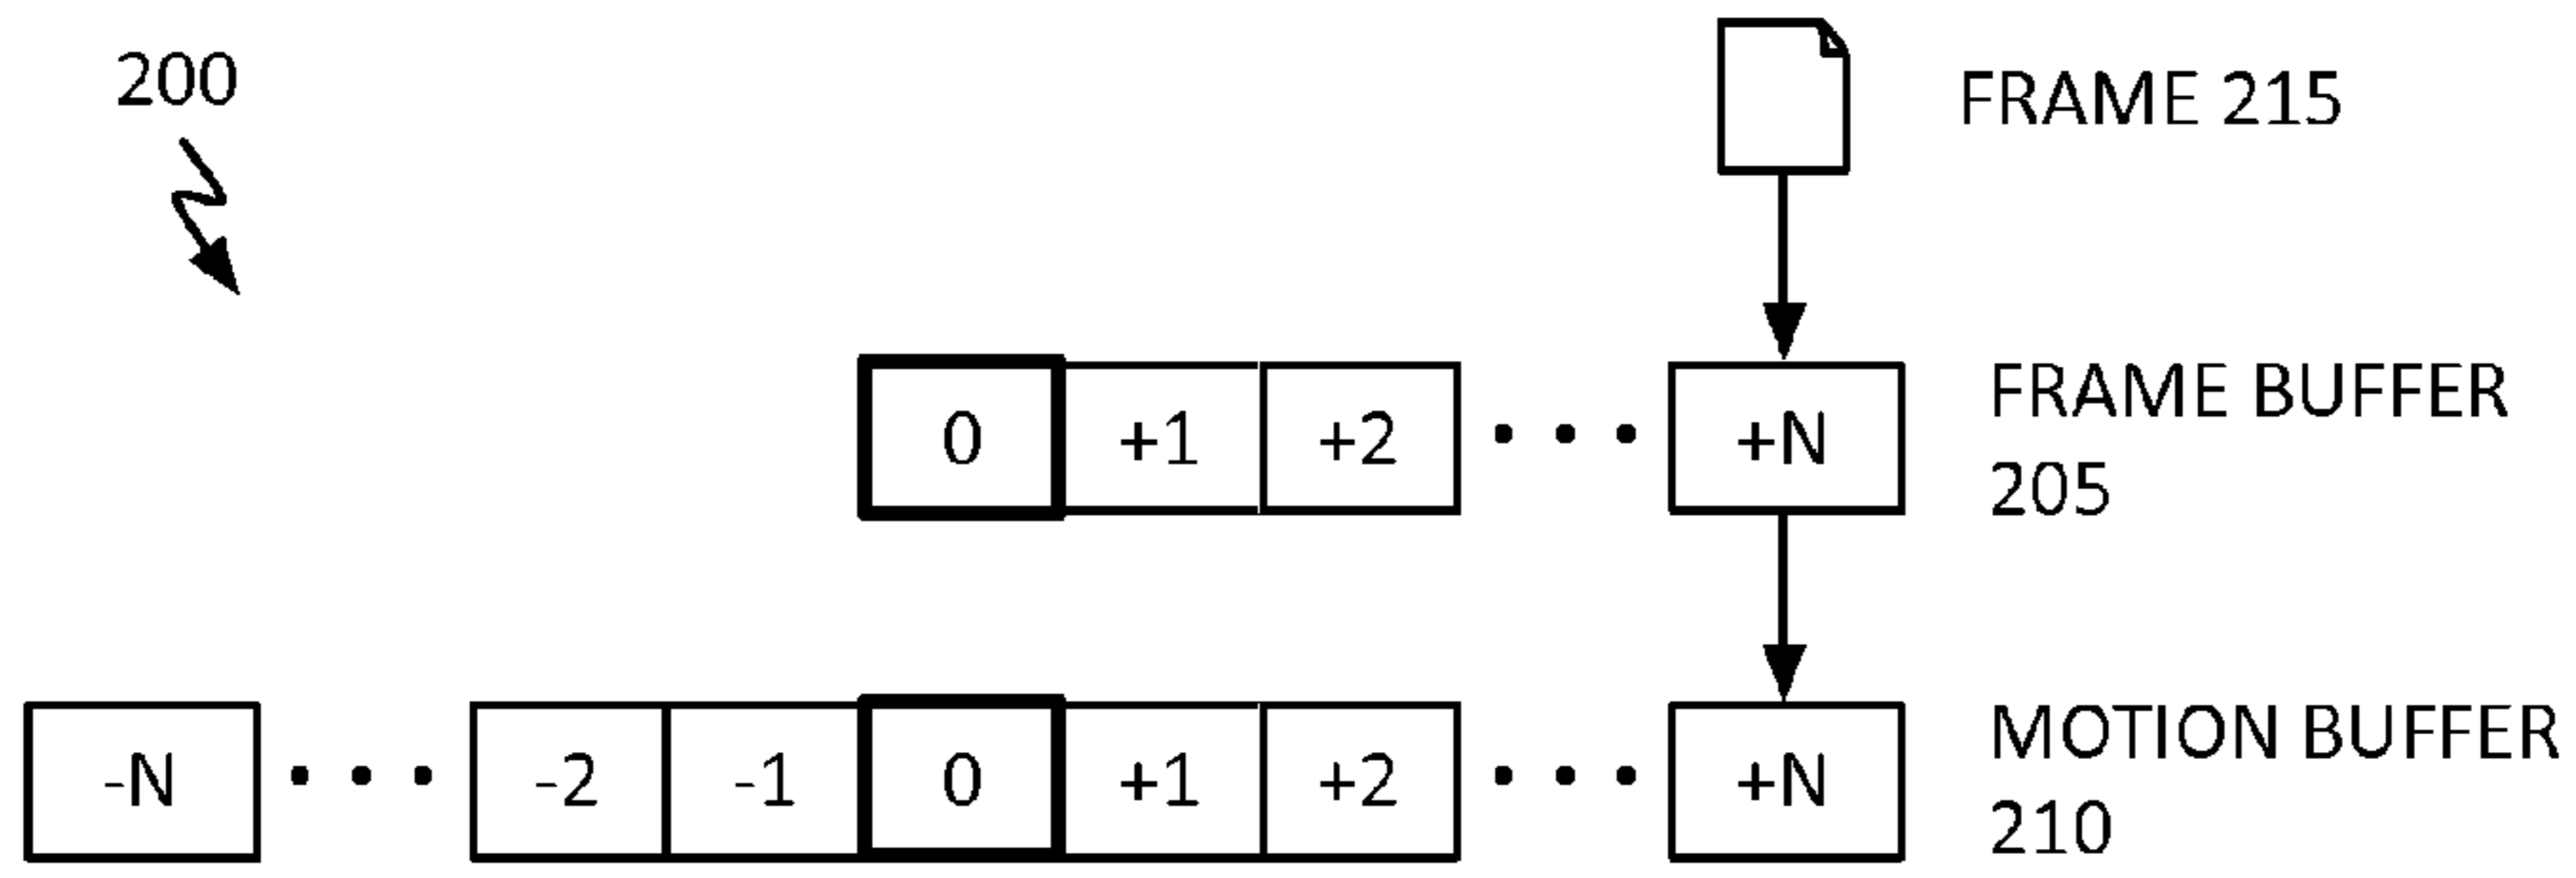 200
FRAME 215
0 +1 +2 • • • +N
FRAME BUFFER
205
-N • • • -2 -1 0 +1 +2 • • • +N
MOTION BUFFER
210